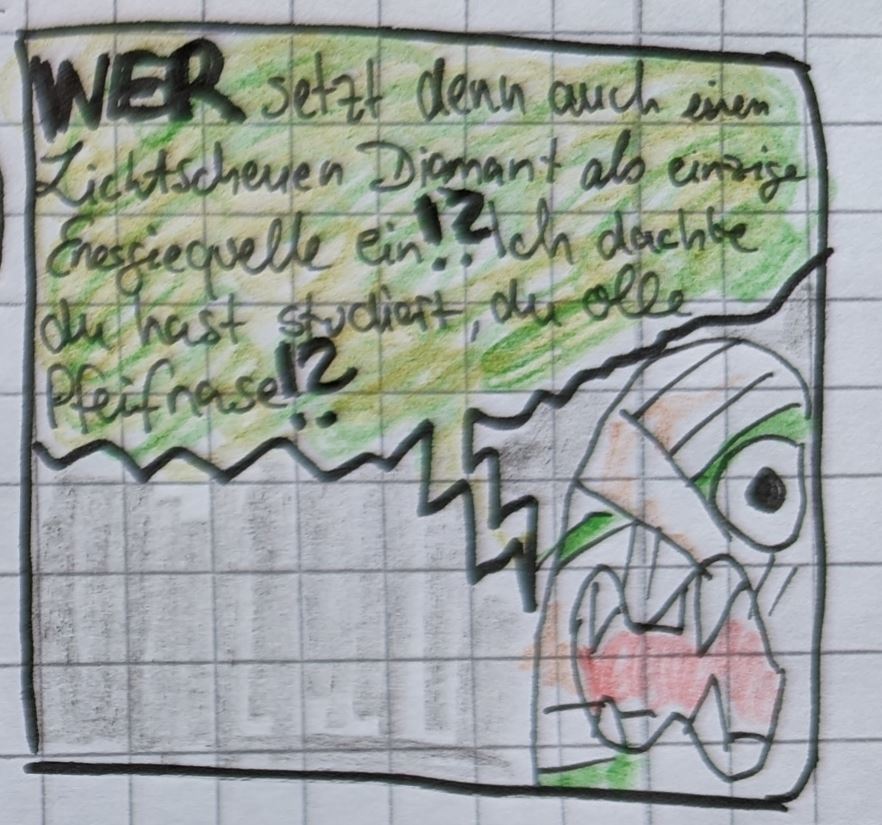 WER setzt denn auch einen
Lichtscheuen Diamant als einzige
Energiequelle ein!? Ich dachte
du hast studiert, du olle
Pfeifnase!?